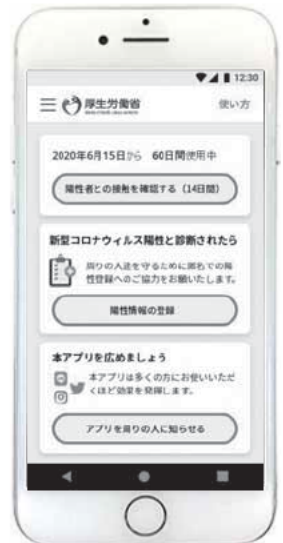 12:30
厚生労働省
使い方
2020年6月15日から 60日間使用中
陽性者との接触を確認する（14日間）
新型コロナウィルス陽性と診断されたら
周りの人達を守るために匿名での陽
性登録へのご協力をお願いいたします。
陽性情報の登録
本アプリを広めましょう
本アプリは多くの方にお使いいただ
くほど効果を発揮します。
アプリを周りの人に知らせる